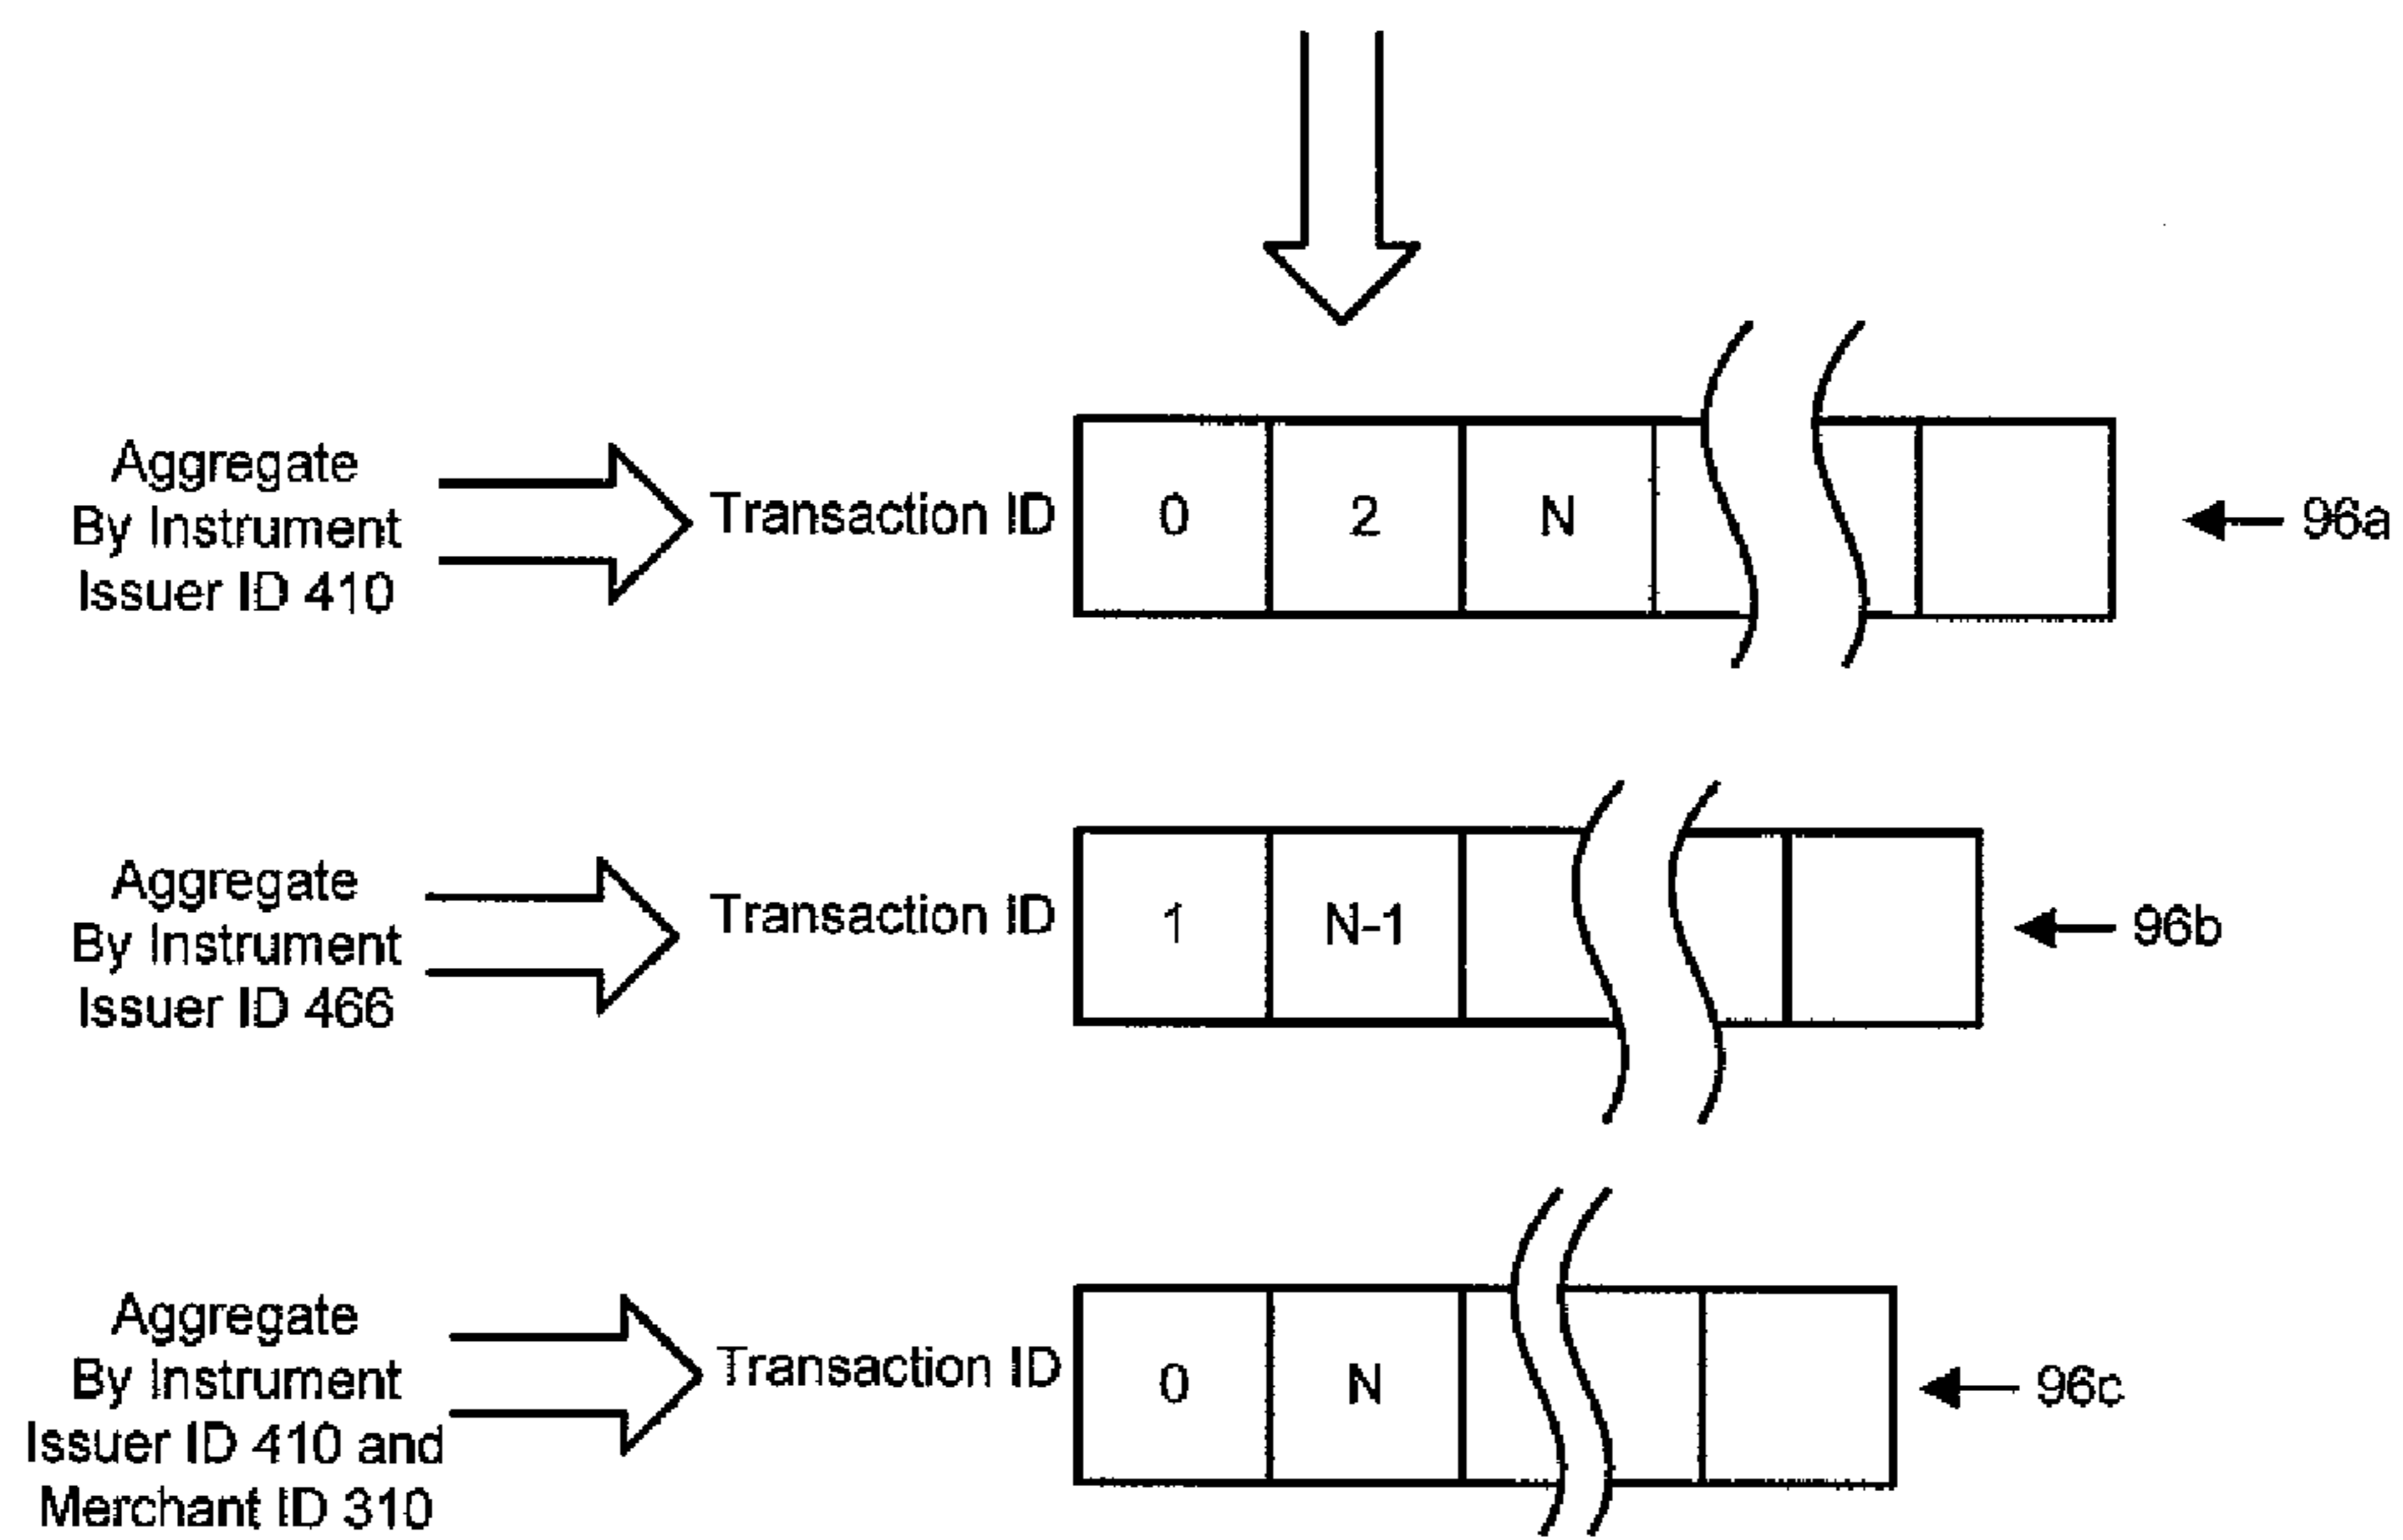 Aggregate
By Instrument
Issuer ID 410
Transaction ID
0 2 N
96a
Aggregate
By Instrument
Issuer ID 466
Transaction ID
1 N-1
96b
Aggregate
By Instrument
Issuer ID 410 and
Merchant ID 310
Transaction ID
0 N
96c